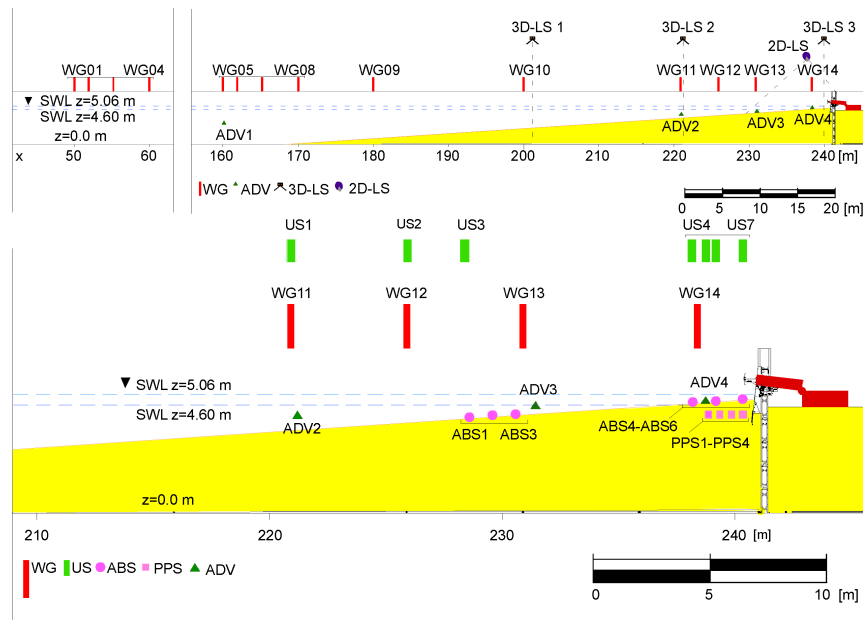 3D-LS 1 3D-LS 2 3D-LS 3
2D-LS
WG01 WG04 WG05 WG08 WG09 WG10 WG11 WG12 WG13 WG14
SWL z=5.06 m
SWL z=4.60 m
ADV1 ADV2 ADV3 ADV4
z=0.0 m
x 50 60 160 170 180 190 200 210 220 230 240 [m]
WG ADV 3D-LS 2D-LS
0 5 10 15 20 [m]
US1 US2 US3 US4 US7
WG11 WG12 WG13 WG14
SWL z=5.06 m
SWL z=4.60 m
ADV3 ADV4
ADV2
ABS1 ABS3
ABS4-ABS6
PPS1-PPS4
z=0.0 m
210 220 230 240 [m]
WG US ABS PPS ADV
0 5 10 [m]